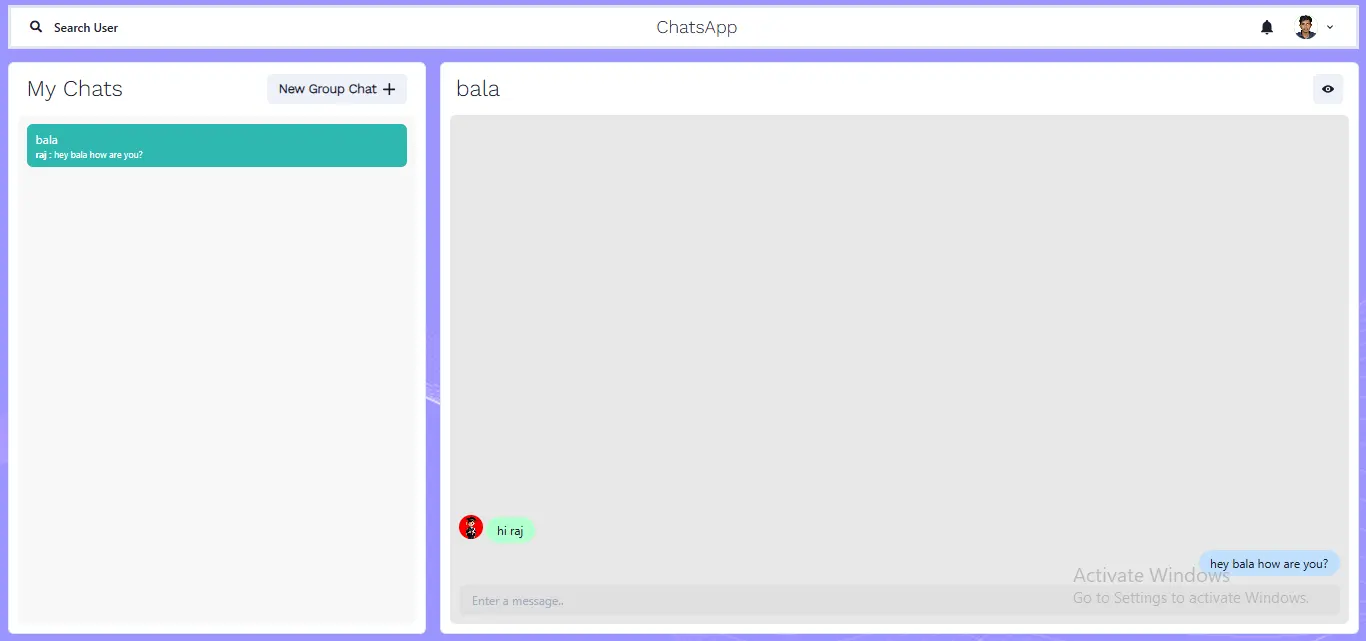 Search User
ChatsApp
My Chats
New Group Chat
bala
raj : hey bala how are you?
bala
hi raj
hey bala how are you?
Enter a message..
Activate Windows
Go to Settings to activate Windows.